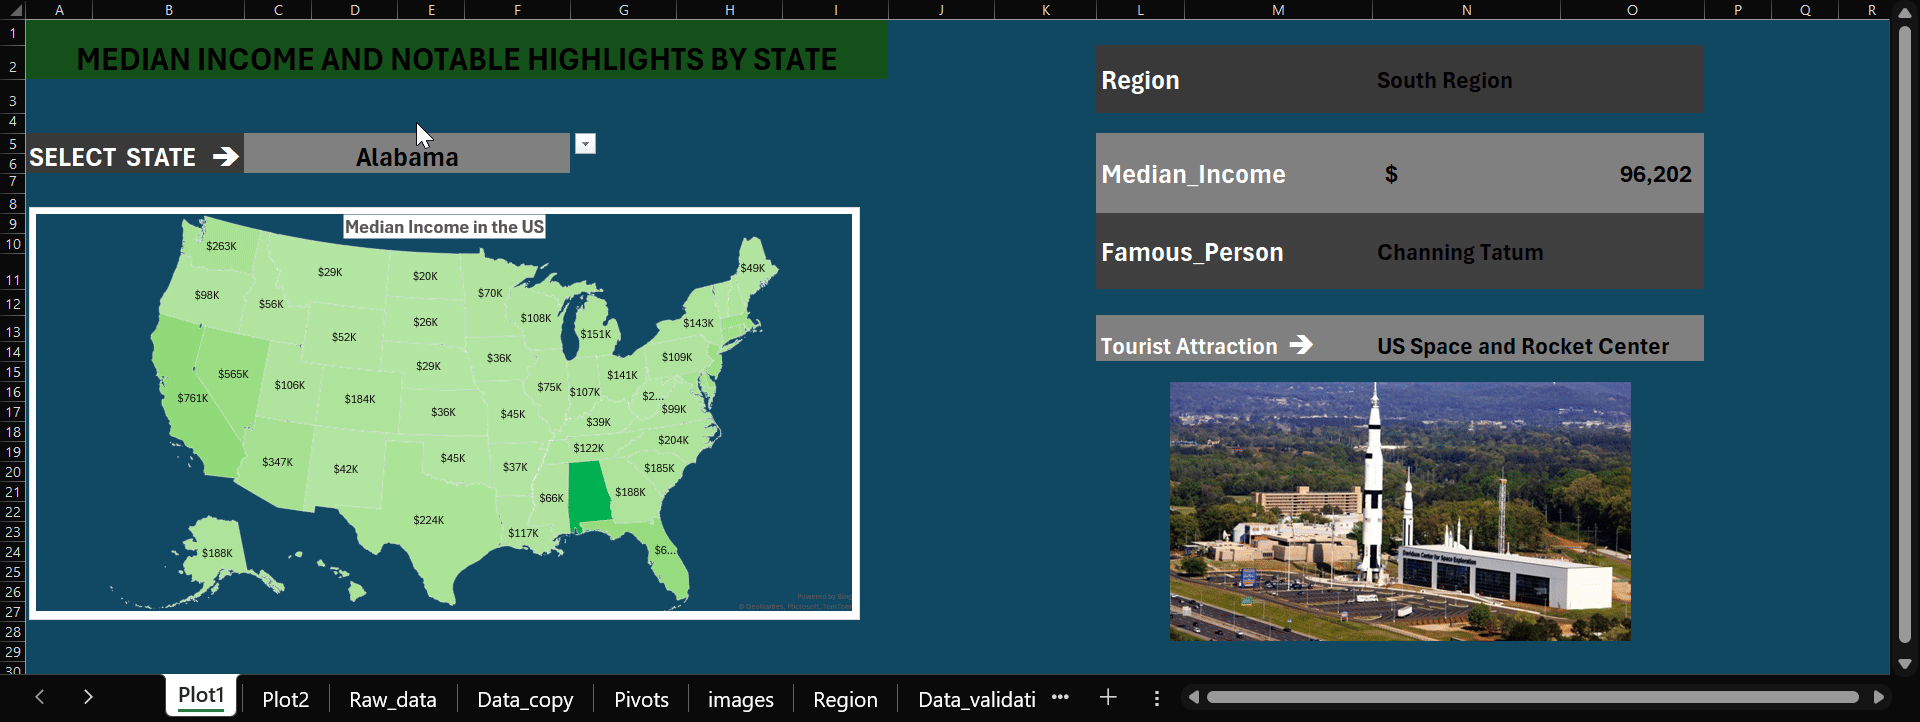 A B C D E F G H I J K L M N O P Q R
1
2
3
4
5
6
7
8
9
10
11
12
13
14
15
16
17
18
19
20
21
22
23
24
25
26
27
28
29
30
MEDIAN INCOME AND NOTABLE HIGHLIGHTS BY STATE
SELECT STATE ➔ Alabama
Median Income in the US
$263K
$29K
$20K
$49K
$98K
$56K
$70K
$108K
$143K
$26K
$52K
$151K
$36K
$109K
$29K
$565K
$106K
$141K
$75K
$107K
$2...
$761K
$184K
$99K
$36K
$45K
$39K
$204K
$122K
$347K
$42K
$45K
$37K
$185K
$66K
$188K
$224K
$117K
$6...
$188K
Powered by Bing
© GeoNames, Microsoft, TomTom
Region South Region
Median_Income $ 96,202
Famous_Person Channing Tatum
Tourist Attraction ➔ US Space and Rocket Center
Davidson Center for Space Exploration
Plot1 Plot2 Raw_data Data_copy Pivots images Region Data_validati ...